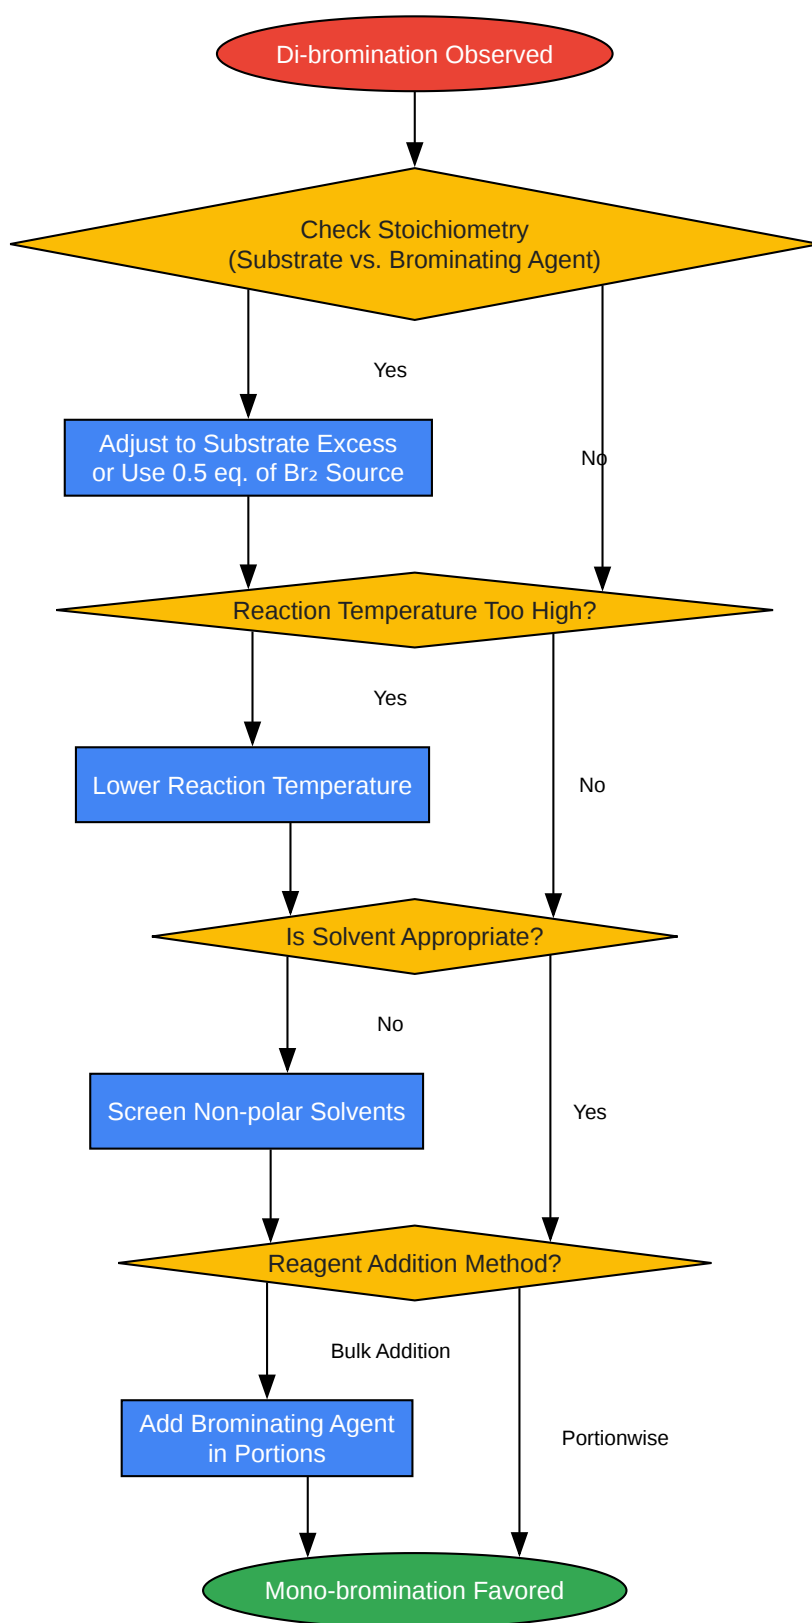 Di-bromination Observed
Check Stoichiometry
(Substrate vs. Brominating Agent)
Yes
Adjust to Substrate Excess
or Use 0.5 eq. of Br₂ Source
No
Reaction Temperature Too High?
Yes
Lower Reaction Temperature
No
Is Solvent Appropriate?
No
Screen Non-polar Solvents
Yes
Reagent Addition Method?
Bulk Addition
Add Brominating Agent
in Portions
Portionwise
Mono-bromination Favored